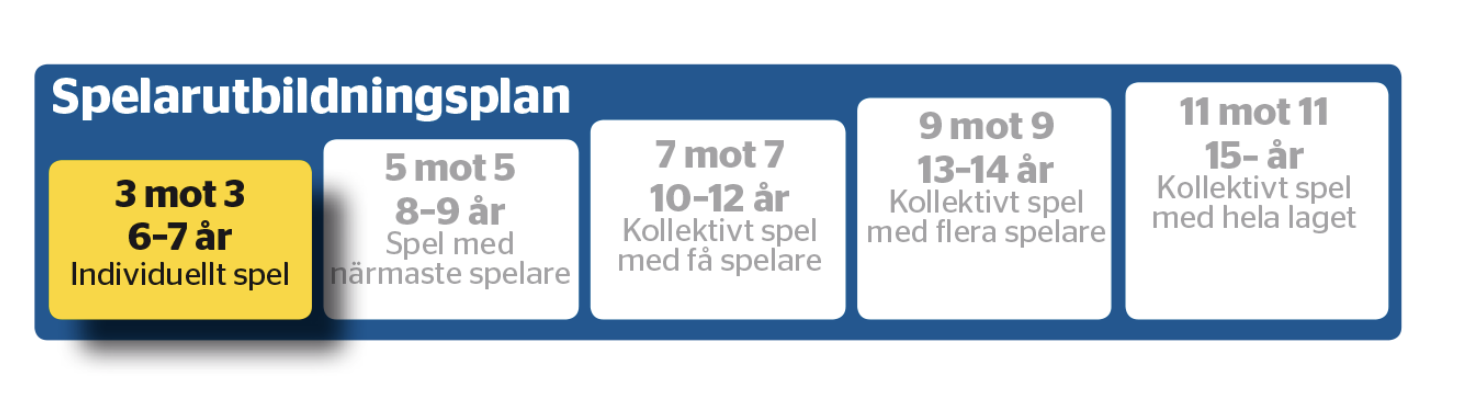 Spelarutbildningsplan
3 mot 3
6–7 år
Individuellt spel
5 mot 5
8–9 år
Spel med
närmaste spelare
7 mot 7
10–12 år
Kollektivt spel
med få spelare
9 mot 9
13–14 år
Kollektivt spel
med flera spelare
11 mot 11
15– år
Kollektivt spel
med hela laget